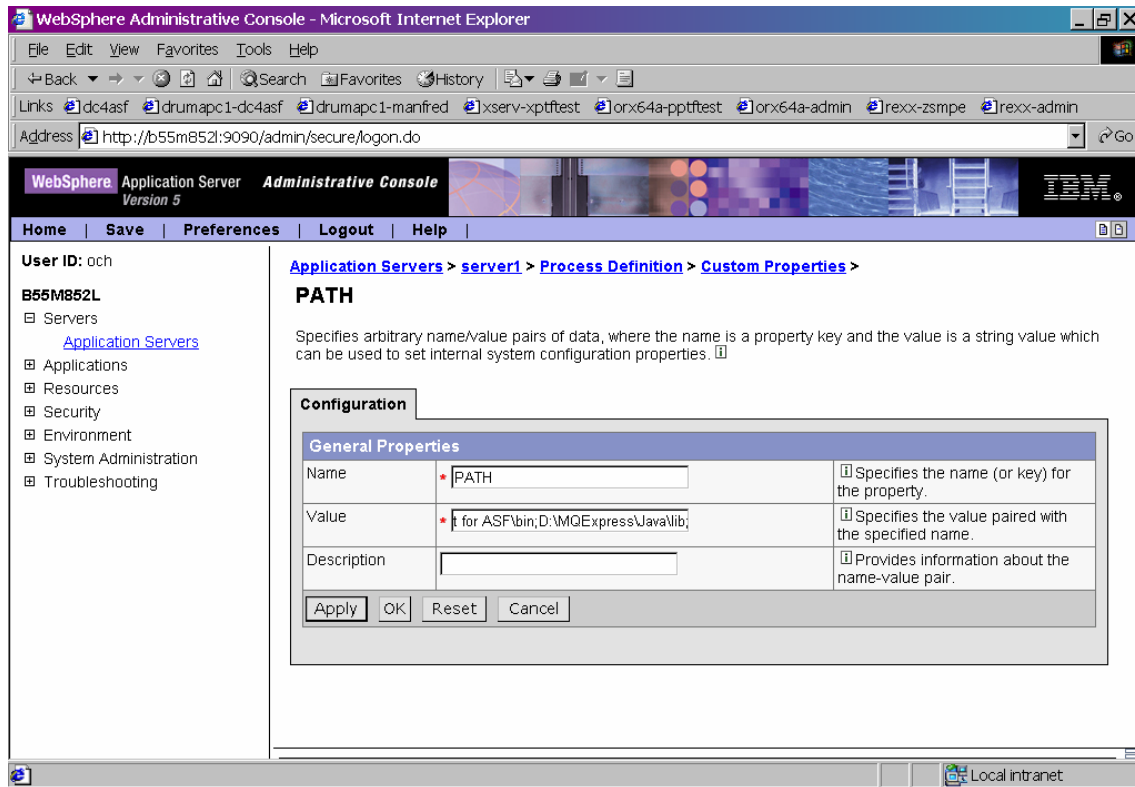 WebSphere Administrative Console - Microsoft Internet Explorer
File Edit View Favorites Tools Help
Back Search Favorites History
Links dc4asf drumapc1-dc4asf drumapc1-manfred xserv-xptftest orx64a-pptftest orx64a-admin rexx-zsmpe rexx-admin
Address http://b55m852l:9090/admin/secure/logon.do Go
WebSphere Application Server Administrative Console
Version 5
IBM
Home | Save | Preferences | Logout | Help |
User ID: och
B55M852L
Servers
Application Servers
Applications
Resources
Security
Environment
System Administration
Troubleshooting
Application Servers > server1 > Process Definition > Custom Properties >
PATH
Specifies arbitrary name/value pairs of data, where the name is a property key and the value is a string value which
can be used to set internal system configuration properties.
Configuration
General Properties
Name * PATH Specifies the name (or key) for
the property.
Value * t for ASF\bin;D:\MQExpress\Java\lib; Specifies the value paired with
the specified name.
Description Provides information about the
name-value pair.
Apply OK Reset Cancel
Local intranet